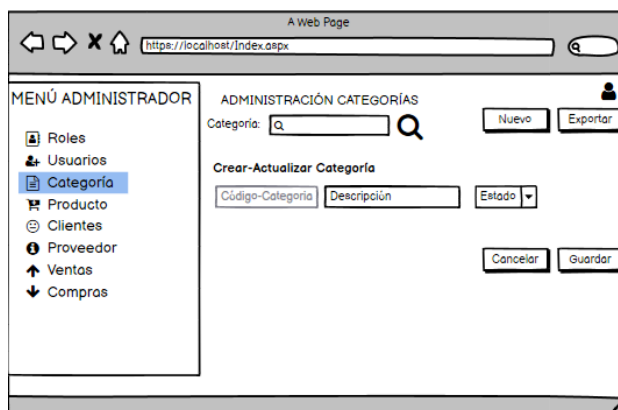 A Web Page
https://localhost/Index.aspx
MENÚ ADMINISTRADOR
Roles
Usuarios
Categoría
Producto
Clientes
Proveedor
Ventas
Compras
ADMINISTRACIÓN CATEGORÍAS
Categoría:
Nuevo
Exportar
Crear-Actualizar Categoría
Código-Categoria
Descripción
Estado
Cancelar
Guardar